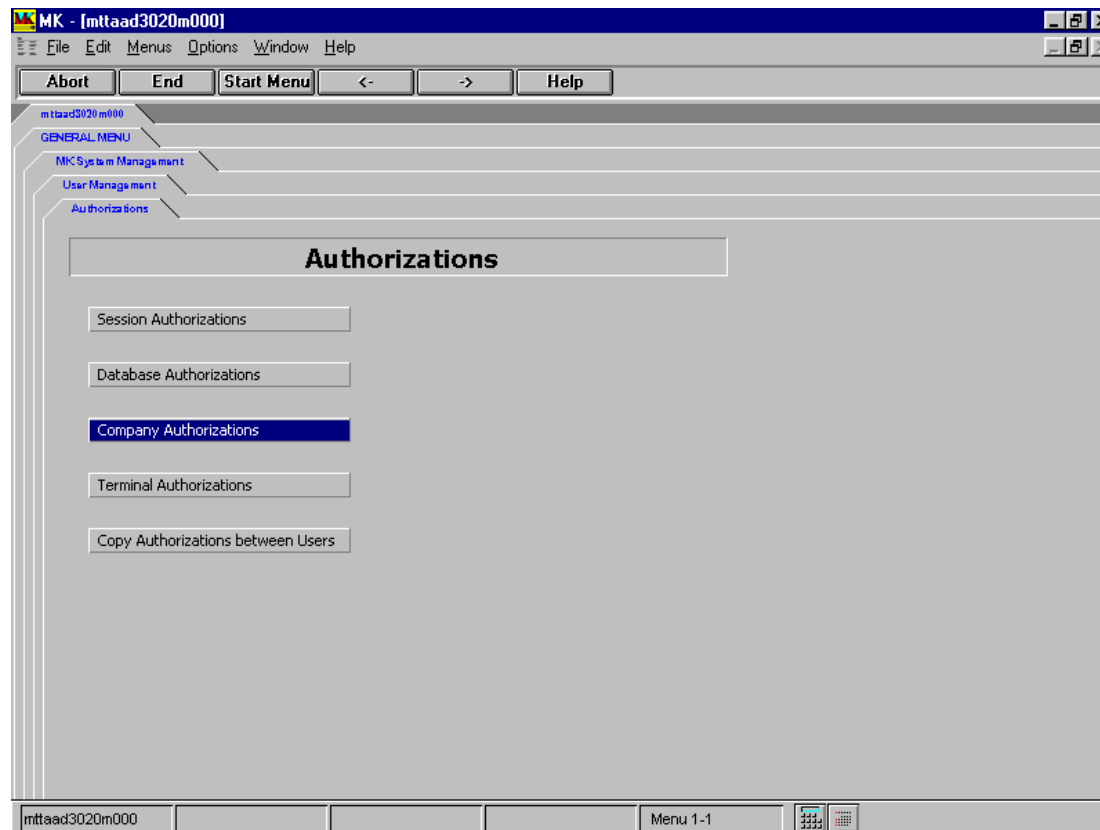 MK - [mttaad3020m000]
File Edit Menus Options Window Help
Abort End Start Menu <- -> Help
mttaad3020m000
GENERAL MENU
MK System Management
User Management
Authorizations
Authorizations
Session Authorizations
Database Authorizations
Company Authorizations
Terminal Authorizations
Copy Authorizations between Users
mttaad3020m000 Menu 1-1